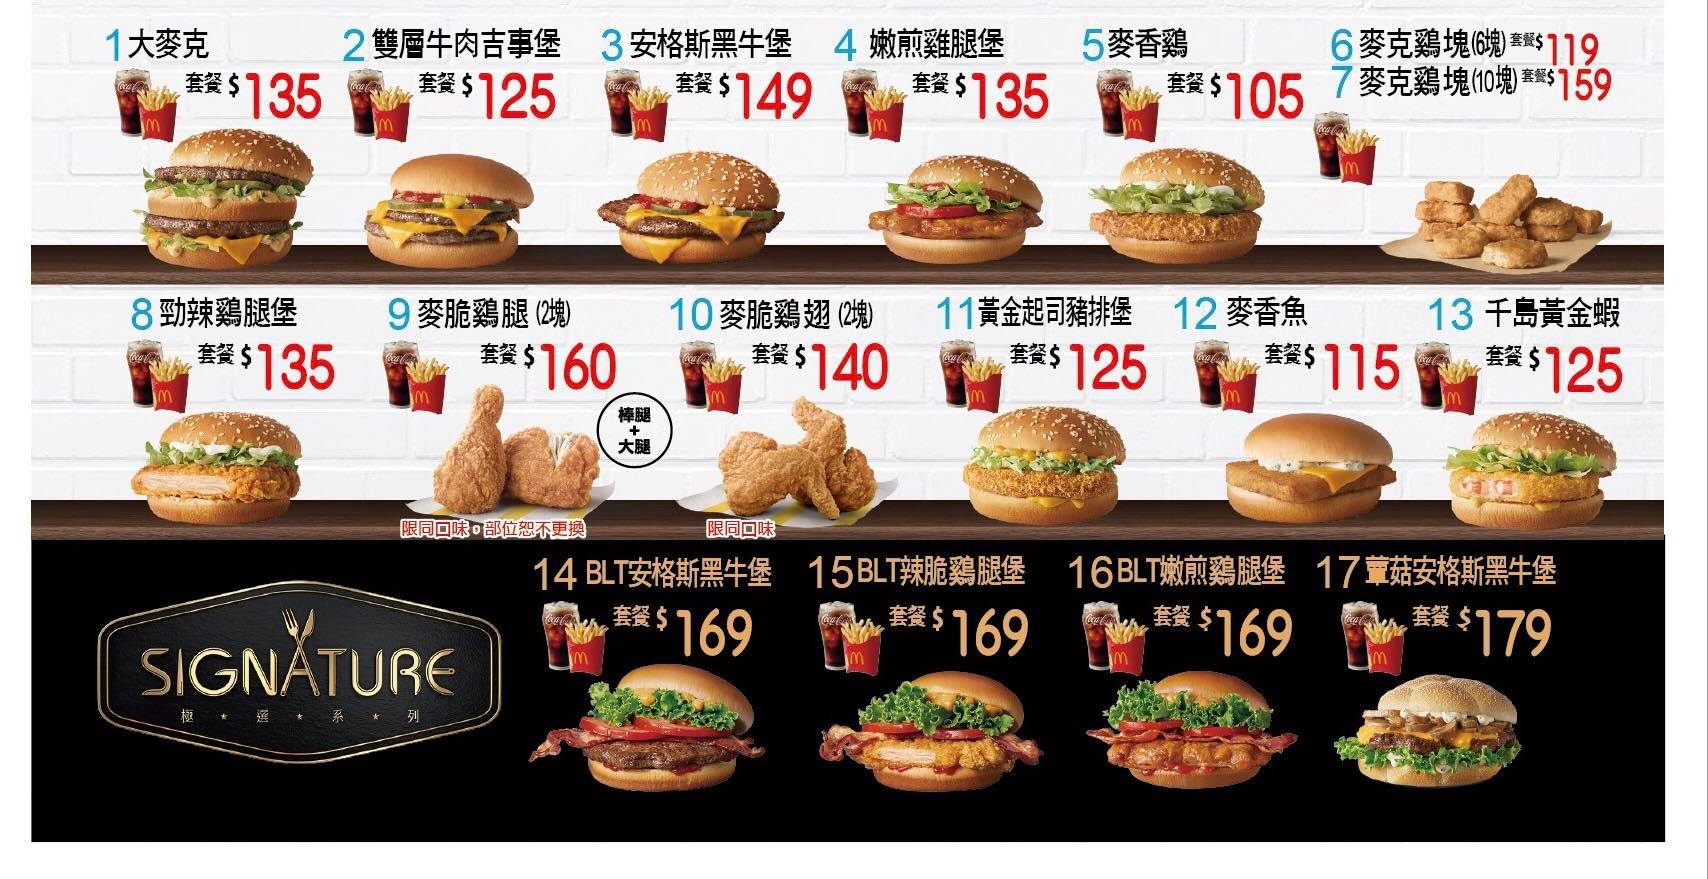 1 大麥克
套餐 $135
2 雙層牛肉吉事堡
套餐 $125
3 安格斯黑牛堡
套餐 $149
4 嫩煎雞腿堡
套餐 $135
5 麥香鷄
套餐 $105
6 麥克鷄塊(6塊) 套餐$119
7 麥克鷄塊(10塊) 套餐$159
8 勁辣鷄腿堡
套餐 $135
9 麥脆鷄腿(2塊)
套餐 $160
棒腿
+
大腿
限同口味，部位恕不更換
10 麥脆鷄翅(2塊)
套餐 $140
限同口味
11 黃金起司豬排堡
套餐 $125
12 麥香魚
套餐 $115
13 千島黃金蝦
套餐 $125
SIGNATURE
極★選★系★列
14 BLT安格斯黑牛堡
套餐 $169
15 BLT辣脆鷄腿堡
套餐 $169
16 BLT嫩煎鷄腿堡
套餐 $169
17 蕈菇安格斯黑牛堡
套餐 $179